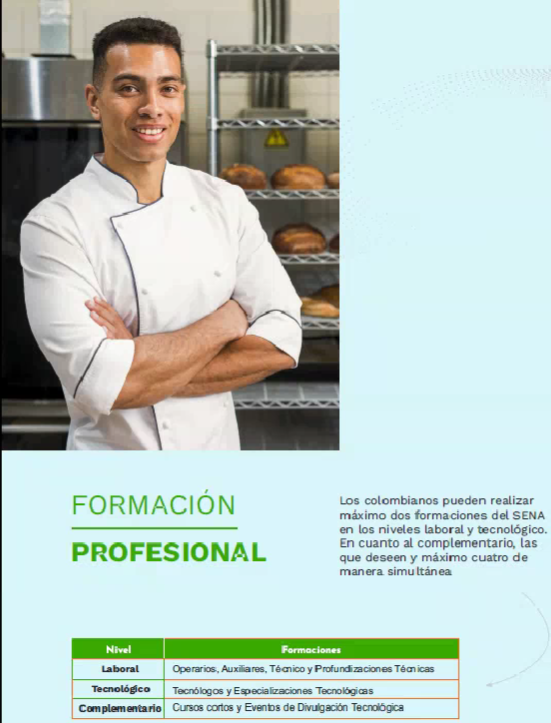 FORMACIÓN
PROFESIONAL
Los colombianos pueden realizar
máximo dos formaciones del SENA
en los niveles laboral y tecnológico.
En cuanto al complementario, las
que deseen y máximo cuatro de
manera simultánea
Nivel Formaciones
Laboral Operarios, Auxiliares, Técnico y Profundizaciones Técnicas
Tecnológico Tecnólogos y Especializaciones Tecnológicas
Complementario Cursos cortos y Eventos de Divulgación Tecnológica